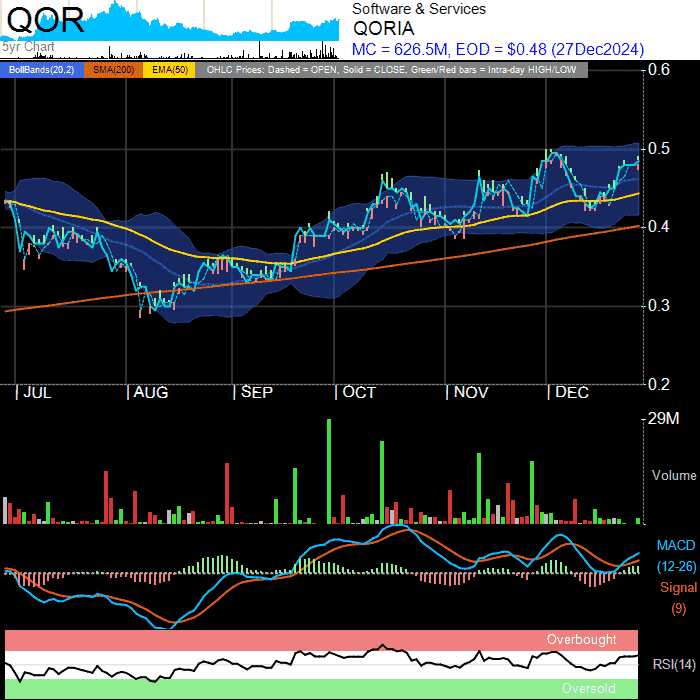 QOR
5yr Chart
Software & Services
QORIA
MC = 626.5M, EOD = $0.48 (27Dec2024)
BollBands(20,2) SMA(200) EMA(50) OHLC Prices: Dashed = OPEN, Solid = CLOSE, Green/Red bars = Intra-day HIGH/LOW
0.6
0.5
0.4
0.3
0.2
JUL AUG SEP OCT NOV DEC
29M
Volume
MACD
(12-26)
Signal
(9)
Overbought
RSI(14)
Oversold